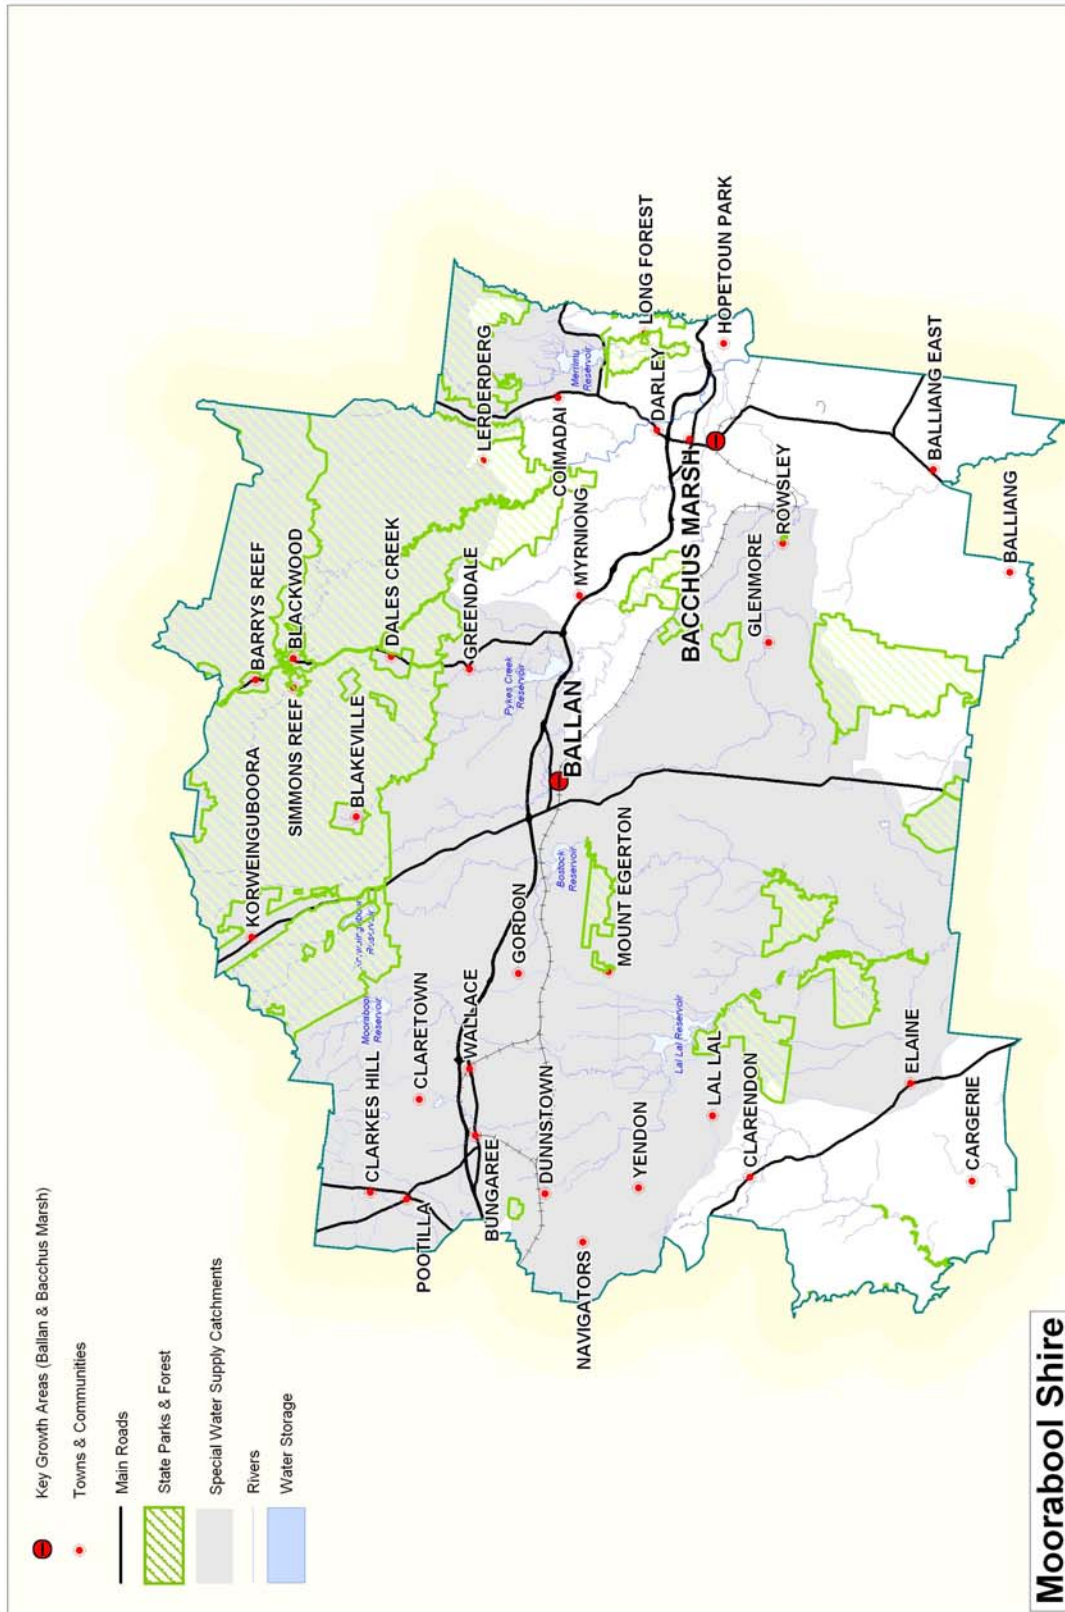 Key Growth Areas (Ballan & Bacchus Marsh)
Towns & Communities
Main Roads
State Parks & Forest
Special Water Supply Catchments
Rivers
Water Storage
KORWEINGUBOORA
BARRYS REEF
SIMMONS REEF
BLACKWOOD
BLAKEVILLE
DALES CREEK
CLARKES HILL
Moorabool
Reservoir
Reservoir
CLARETOWN
POOTILLA
WALLACE
GREENDALE
LERDERDERG
BUNGAREE
GORDON
Pykes Creek
Reservoir
COIMADAI
Merrimu
Reservoir
DUNNSTOWN
Bostock
Reservoir
BALLAN
MYRNIONG
NAVIGATORS
MOUNT EGERTON
LONG FOREST
DARLEY
YENDON
Lal Lal Reservoir
BACCHUS MARSH
LAL LAL
HOPETOUN PARK
CLARENDON
GLENMORE
ROWSLEY
ELAINE
BALLIANG EAST
CARGERIE
BALLIANG
Moorabool Shire